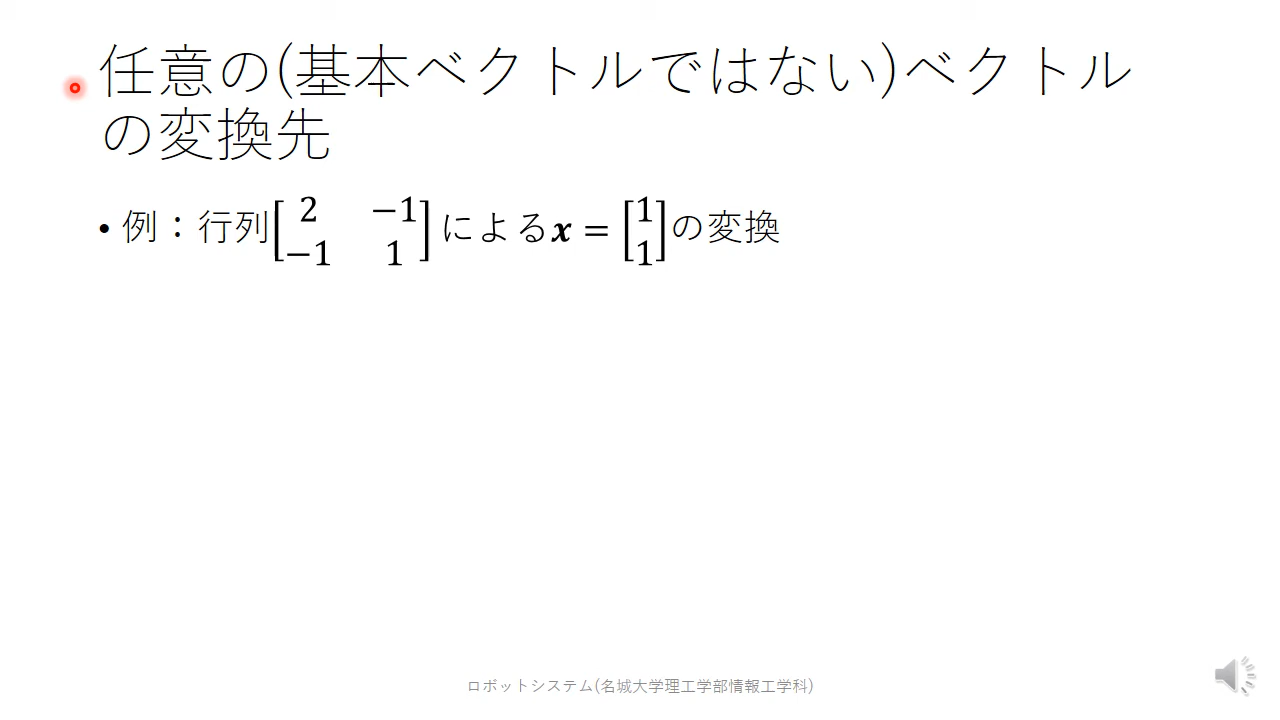 任意の(基本ベクトルではない)ベクトル
の変換先
• 例：行列[2 −1; −1 1]によるx = [1; 1]の変換
ロボットシステム(名城大学理工学部情報工学科)